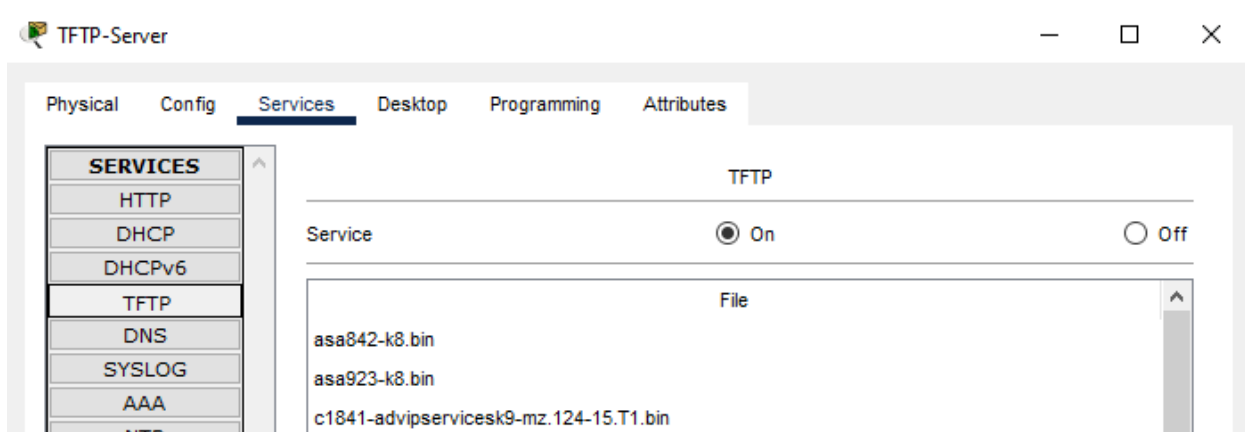 TFTP-Server
Physical Config Services Desktop Programming Attributes
SERVICES
HTTP
DHCP
DHCPv6
TFTP
DNS
SYSLOG
AAA
TFTP
Service On Off
File
asa842-k8.bin
asa923-k8.bin
c1841-advipservicesk9-mz.124-15.T1.bin